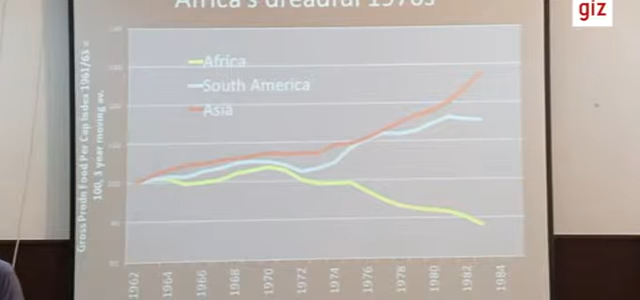 Africa's dreadful 1970s
giz
Africa
South America
Asia
Gross Prodn Food Per Cap Index 1961/63 =
100, 3 year moving av.
1962 1964 1966 1968 1970 1972 1974 1976 1978 1980 1982 1984